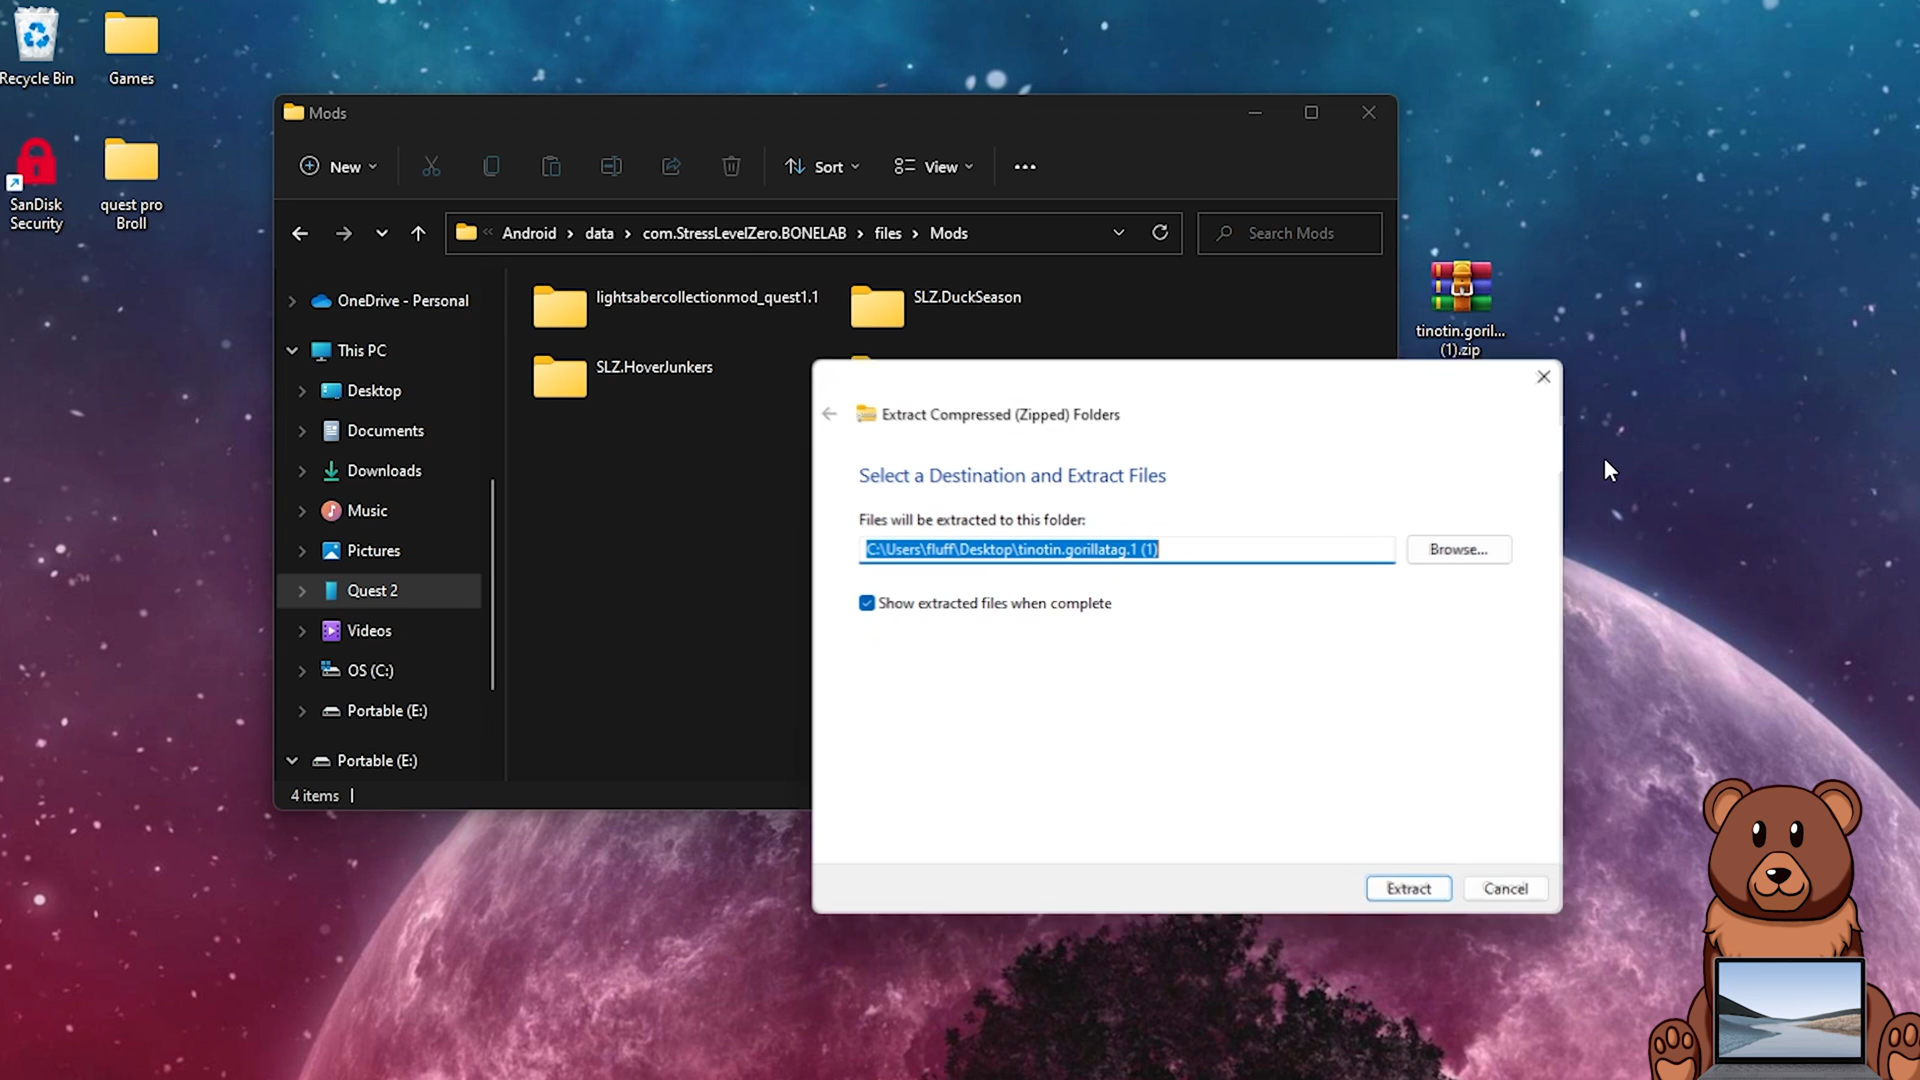 Recycle Bin
Games
SanDisk
Security
quest pro
Broll
Mods
New
Sort
View
Android
data
com.StressLevelZero.BONELAB
files
Mods
Search Mods
OneDrive - Personal
This PC
Desktop
Documents
Downloads
Music
Pictures
Quest 2
Videos
OS (C:)
Portable (E:)
Portable (E:)
4 items
lightsabercollectionmod_quest1.1
SLZ.DuckSeason
SLZ.HoverJunkers
tinotin.goril...
(1).zip
Extract Compressed (Zipped) Folders
Select a Destination and Extract Files
Files will be extracted to this folder:
C:\Users\fluff\Desktop\tinotin.gorillatag.1 (1)
Browse...
Show extracted files when complete
Extract
Cancel